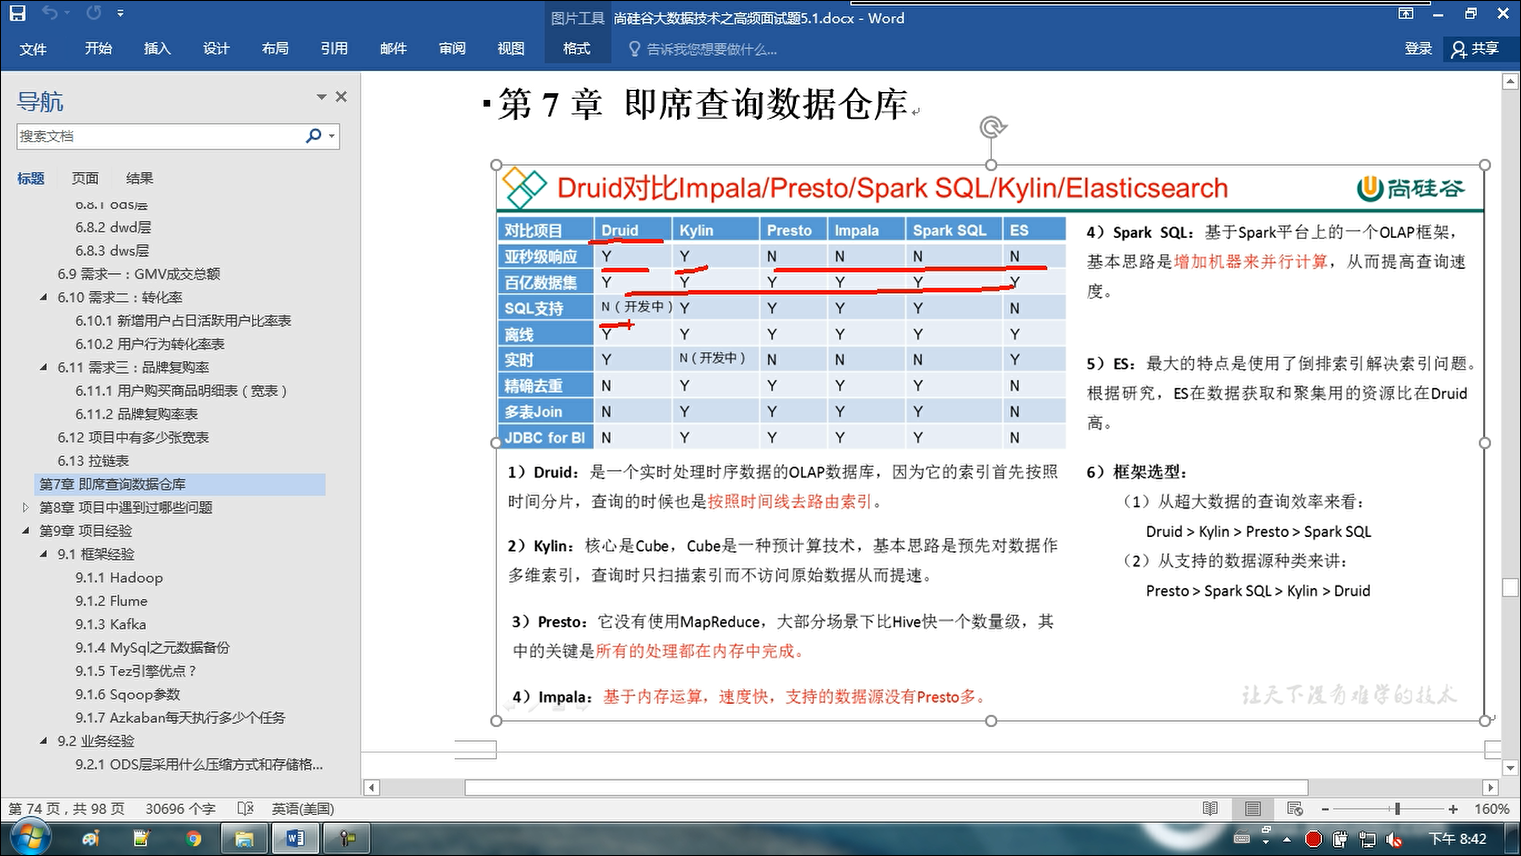 图片工具
尚硅谷大数据技术之高频面试题5.1.docx - Word
文件 开始 插入 设计 布局 引用 邮件 审阅 视图 格式 告诉我您想要做什么... 登录 共享
导航
搜索文档
标题 页面 结果
6.8.1 ods层
6.8.2 dwd层
6.8.3 dws层
6.9 需求一：GMV成交总额
6.10 需求二：转化率
6.10.1 新增用户占日活跃用户比率表
6.10.2 用户行为转化率表
6.11 需求三：品牌复购率
6.11.1 用户购买商品明细表（宽表）
6.11.2 品牌复购率表
6.12 项目中有多少张宽表
6.13 拉链表
第7章 即席查询数据仓库
第8章 项目中遇到过哪些问题
第9章 项目经验
9.1 框架经验
9.1.1 Hadoop
9.1.2 Flume
9.1.3 Kafka
9.1.4 MySql之元数据备份
9.1.5 Tez引擎优点？
9.1.6 Sqoop参数
9.1.7 Azkaban每天执行多少个任务
9.2 业务经验
9.2.1 ODS层采用什么压缩方式和存储格...
第 7 章 即席查询数据仓库
Druid对比Impala/Presto/Spark SQL/Kylin/Elasticsearch
尚硅谷
对比项目 Druid Kylin Presto Impala Spark SQL ES
亚秒级响应 Y Y N N N N
百亿数据集 Y Y Y Y Y Y
SQL支持 N（开发中） Y Y Y Y N
离线 Y Y Y Y Y Y
实时 Y N（开发中） N N N Y
精确去重 N Y Y Y Y N
多表Join N Y Y Y Y N
JDBC for BI N Y Y Y Y N
1）Druid：是一个实时处理时序数据的OLAP数据库，因为它的索引首先按照
时间分片，查询的时候也是按照时间线去路由索引。
2）Kylin：核心是Cube，Cube是一种预计算技术，基本思路是预先对数据作
多维索引，查询时只扫描索引而不访问原始数据从而提速。
3）Presto：它没有使用MapReduce，大部分场景下比Hive快一个数量级，其
中的关键是所有的处理都在内存中完成。
4）Impala：基于内存运算，速度快，支持的数据源没有Presto多。
4）Spark SQL：基于Spark平台上的一个OLAP框架，
基本思路是增加机器来并行计算，从而提高查询速
度。
5）ES：最大的特点是使用了倒排索引解决索引问题。
根据研究，ES在数据获取和聚集用的资源比在Druid
高。
6）框架选型：
（1）从超大数据的查询效率来看：
Druid > Kylin > Presto > Spark SQL
（2）从支持的数据源种类来讲：
Presto > Spark SQL > Kylin > Druid
让天下没有难学的技术
第 74 页，共 98 页 30696 个字 英语(美国) 160%
下午 8:42